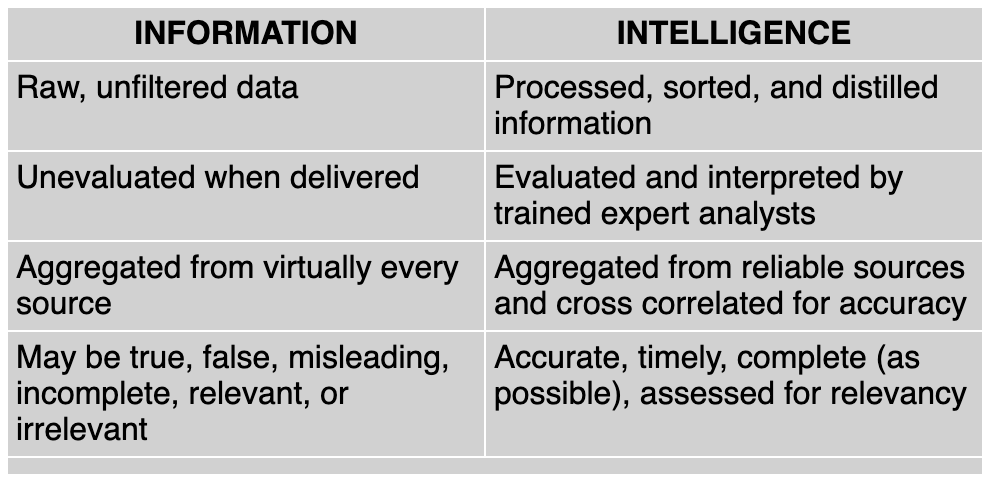 INFORMATION
INTELLIGENCE
Raw, unfiltered data
Processed, sorted, and distilled
information
Unevaluated when delivered
Evaluated and interpreted by
trained expert analysts
Aggregated from virtually every
source
Aggregated from reliable sources
and cross correlated for accuracy
May be true, false, misleading,
incomplete, relevant, or
irrelevant
Accurate, timely, complete (as
possible), assessed for relevancy